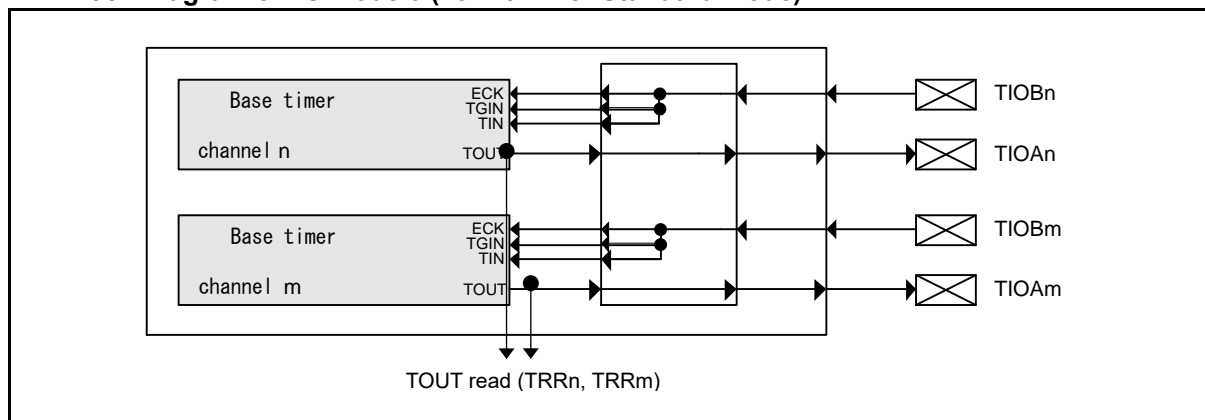 Base timer
channel n
ECK
TGIN
TIN
TOUT
TIOBn
TIOAn
Base timer
channel m
ECK
TGIN
TIN
TOUT
TIOBm
TIOAm
TOUT read (TRRn, TRRm)